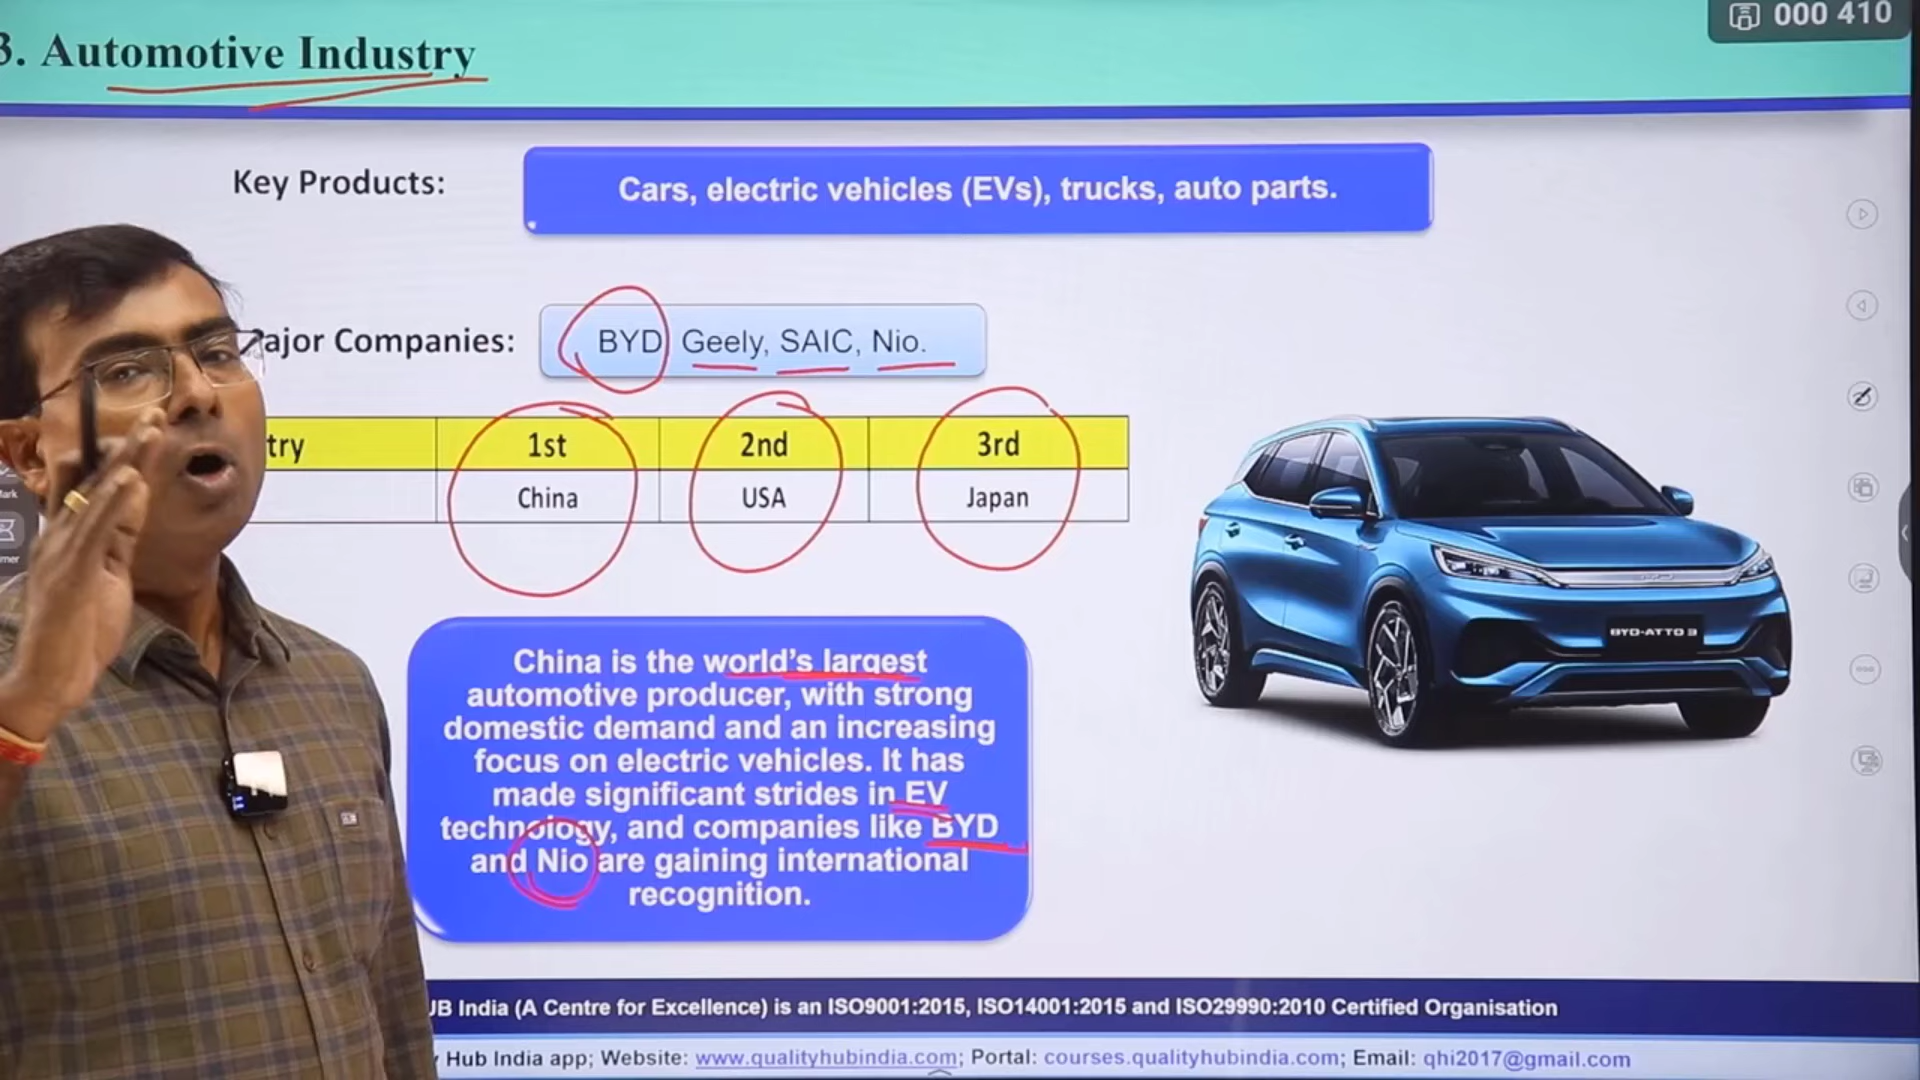 000 410
3. Automotive Industry
Key Products:
Cars, electric vehicles (EVs), trucks, auto parts.
ajor Companies:
BYD Geely, SAIC, Nio.
try 1st 2nd 3rd
China USA Japan
China is the world's largest
automotive producer, with strong
domestic demand and an increasing
focus on electric vehicles. It has
made significant strides in EV
technology, and companies like BYD
and Nio are gaining international
recognition.
BYD-ATTO 3
India (A Centre for Excellence) is an ISO9001:2015, ISO14001:2015 and ISO29990:2010 Certified Organisation
Hub India app; Website: www.qualityhubindia.com; Portal: courses.qualityhubindia.com; Email: qhi2017@gmail.com